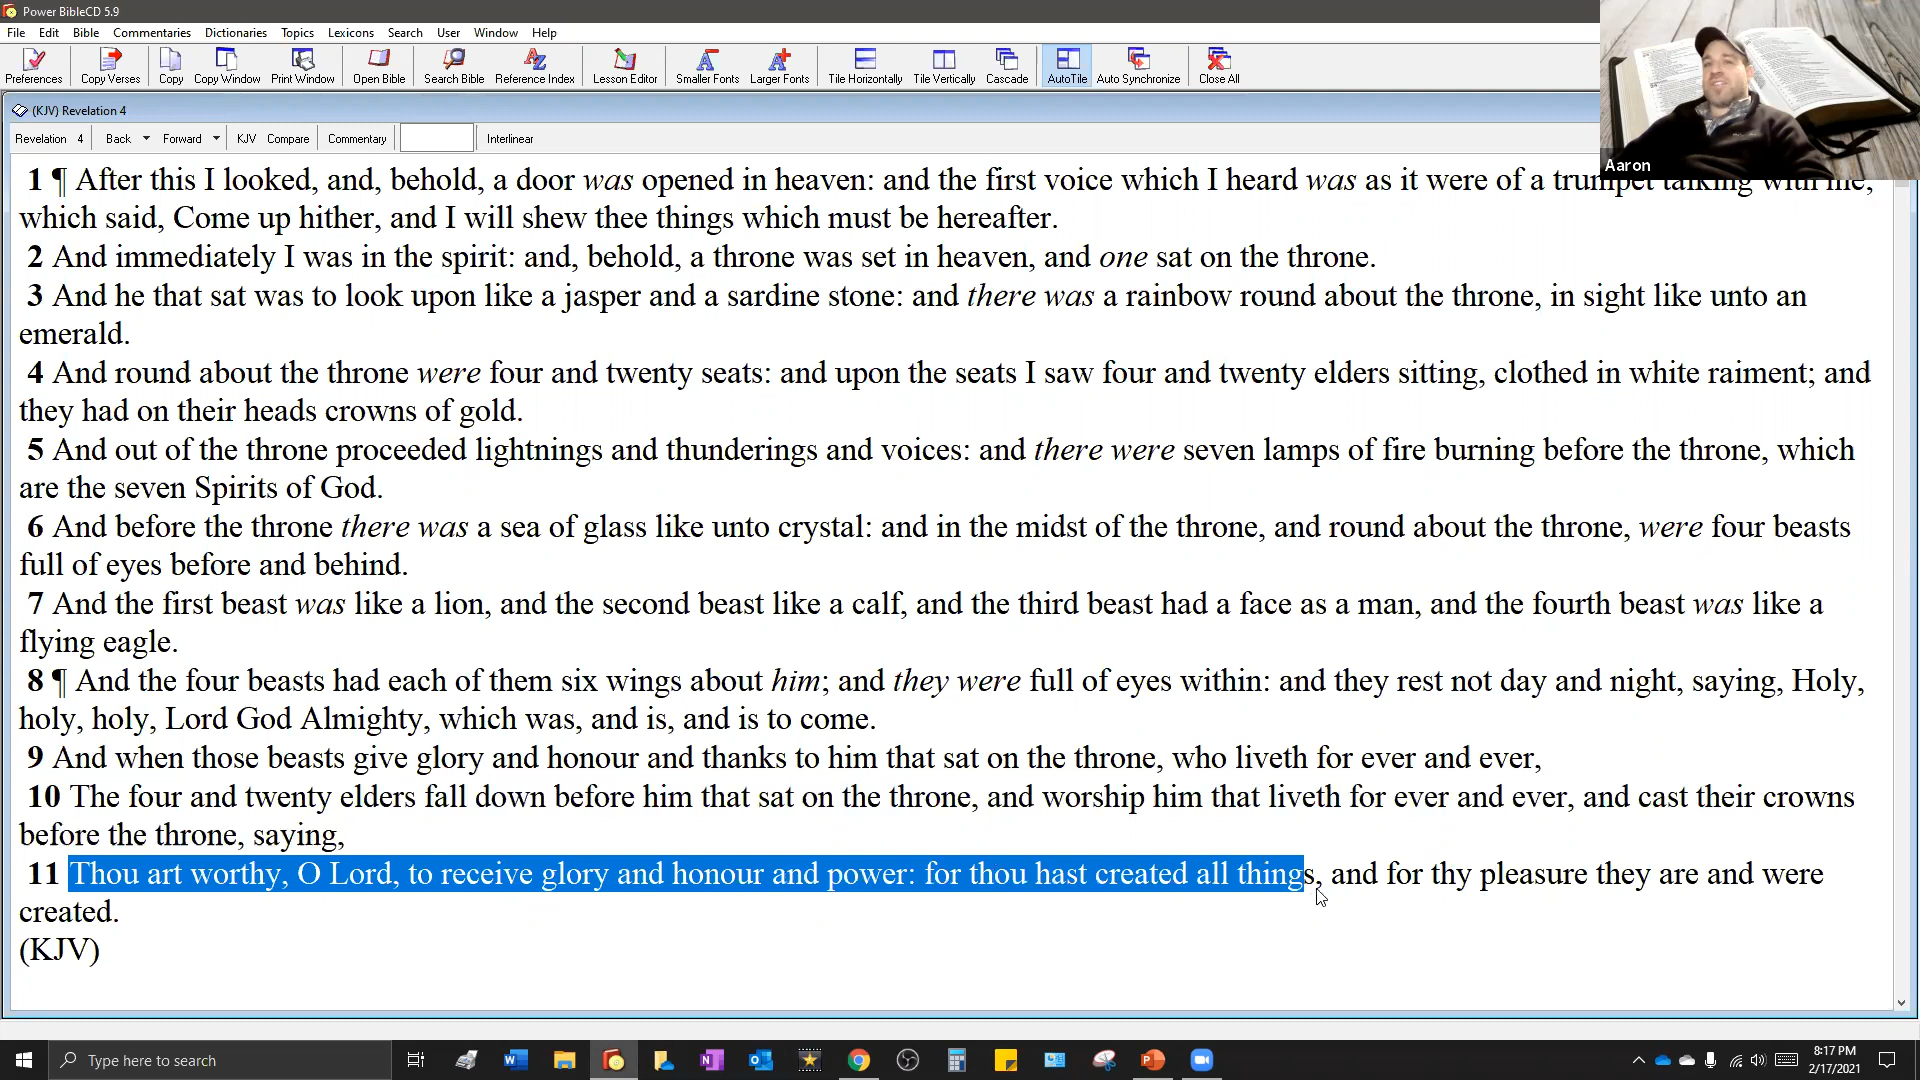 Power BibleCD 5.9
File Edit Bible Commentaries Dictionaries Topics Lexicons Search User Window Help
Preferences Copy Verses Copy Copy Window Print Window Open Bible Search Bible Reference Index Lesson Editor Smaller Fonts Larger Fonts Tile Horizontally Tile Vertically Cascade AutoTile Auto Synchronize Close All
(KJV) Revelation 4
Revelation 4 Back Forward KJV Compare Commentary Interlinear
Aaron
1 ¶ After this I looked, and, behold, a door was opened in heaven: and the first voice which I heard was as it were of a trumpet talking with me,
which said, Come up hither, and I will shew thee things which must be hereafter.
2 And immediately I was in the spirit: and, behold, a throne was set in heaven, and one sat on the throne.
3 And he that sat was to look upon like a jasper and a sardine stone: and there was a rainbow round about the throne, in sight like unto an
emerald.
4 And round about the throne were four and twenty seats: and upon the seats I saw four and twenty elders sitting, clothed in white raiment; and
they had on their heads crowns of gold.
5 And out of the throne proceeded lightnings and thunderings and voices: and there were seven lamps of fire burning before the throne, which
are the seven Spirits of God.
6 And before the throne there was a sea of glass like unto crystal: and in the midst of the throne, and round about the throne, were four beasts
full of eyes before and behind.
7 And the first beast was like a lion, and the second beast like a calf, and the third beast had a face as a man, and the fourth beast was like a
flying eagle.
8 ¶ And the four beasts had each of them six wings about him; and they were full of eyes within: and they rest not day and night, saying, Holy,
holy, holy, Lord God Almighty, which was, and is, and is to come.
9 And when those beasts give glory and honour and thanks to him that sat on the throne, who liveth for ever and ever,
10 The four and twenty elders fall down before him that sat on the throne, and worship him that liveth for ever and ever, and cast their crowns
before the throne, saying,
11 Thou art worthy, O Lord, to receive glory and honour and power: for thou hast created all things, and for thy pleasure they are and were
created.
(KJV)
Type here to search
8:17 PM
2/17/2021